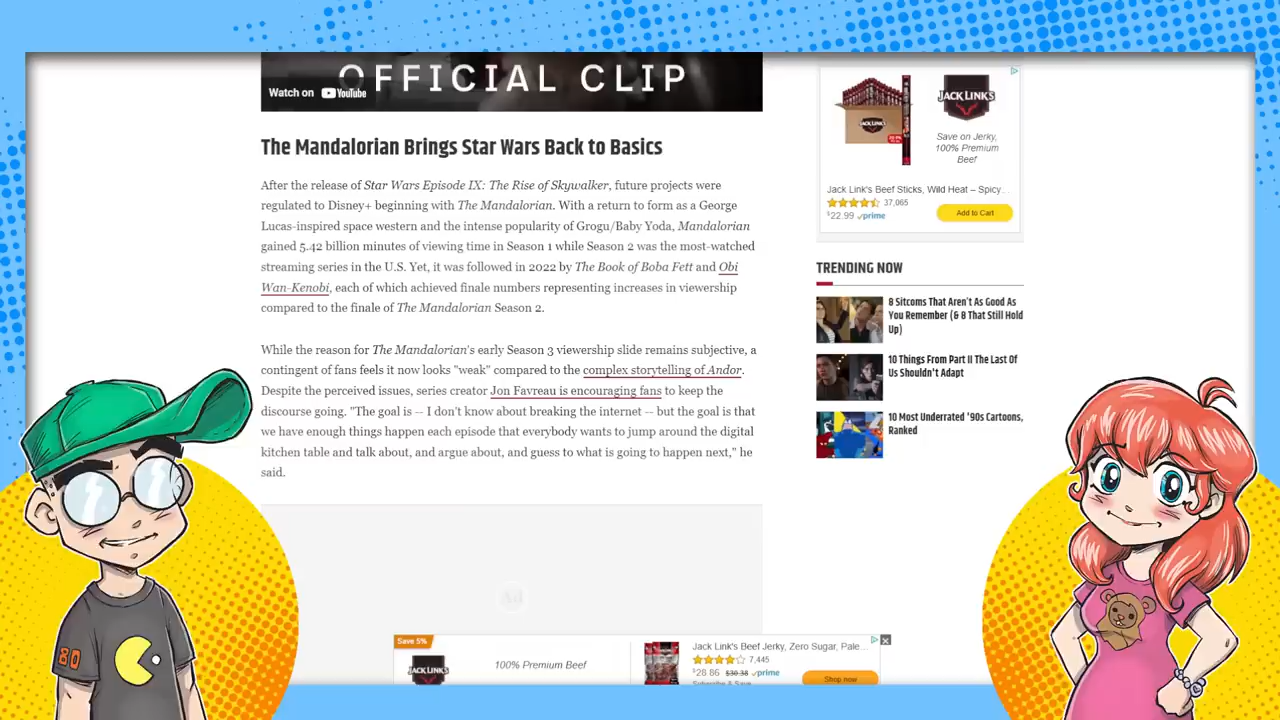 OFFICIAL CLIP
Watch on YouTube
The Mandalorian Brings Star Wars Back to Basics
After the release of Star Wars Episode IX: The Rise of Skywalker, future projects were
regulated to Disney+ beginning with The Mandalorian. With a return to form as a George
Lucas-inspired space western and the intense popularity of Grogu/Baby Yoda, Mandalorian
gained 5.42 billion minutes of viewing time in Season 1 while Season 2 was the most-watched
streaming series in the U.S. Yet, it was followed in 2022 by The Book of Boba Fett and Obi
Wan-Kenobi, each of which achieved finale numbers representing increases in viewership
compared to the finale of The Mandalorian Season 2.
While the reason for The Mandalorian's early Season 3 viewership slide remains subjective, a
contingent of fans feels it now looks "weak" compared to the complex storytelling of Andor.
Despite the perceived issues, series creator Jon Favreau is encouraging fans to keep the
discourse going. "The goal is -- I don't know about breaking the internet -- but the goal is that
we have enough things happen each episode that everybody wants to jump around the digital
kitchen table and talk about, and argue about, and guess to what is going to happen next," he
said.
Ad
JACK LINK'S
JACK LINK'S
Save on Jerky,
100% Premium
Beef
Jack Link's Beef Sticks, Wild Heat – Spicy...
37,065
$22.99 prime
Add to Cart
TRENDING NOW
8 Sitcoms That Aren't As Good As
You Remember (& 8 That Still Hold
Up)
10 Things From Part II The Last Of
Us Shouldn't Adapt
10 Most Underrated '90s Cartoons,
Ranked
Save 5%
JACK LINK'S
100% Premium Beef
Jack Link's Beef Jerky, Zero Sugar, Pale...
7,445
$28.86 $30.38 prime
Subscribe & Save
Shop now
80